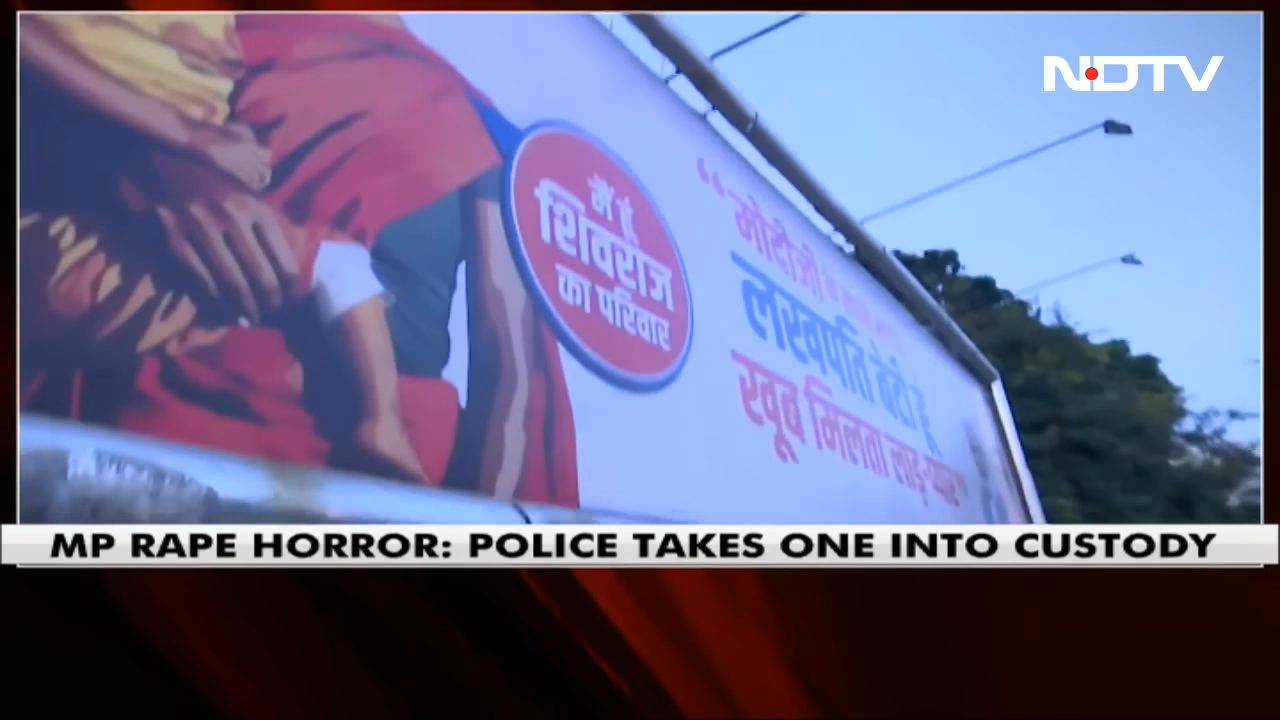 NDTV
मैं हूँ
शिवराज
का परिवार
“मोदीजी
लखपति बेटी हूँ
खूब मिलता लाड़-प्यार”
MP RAPE HORROR: POLICE TAKES ONE INTO CUSTODY